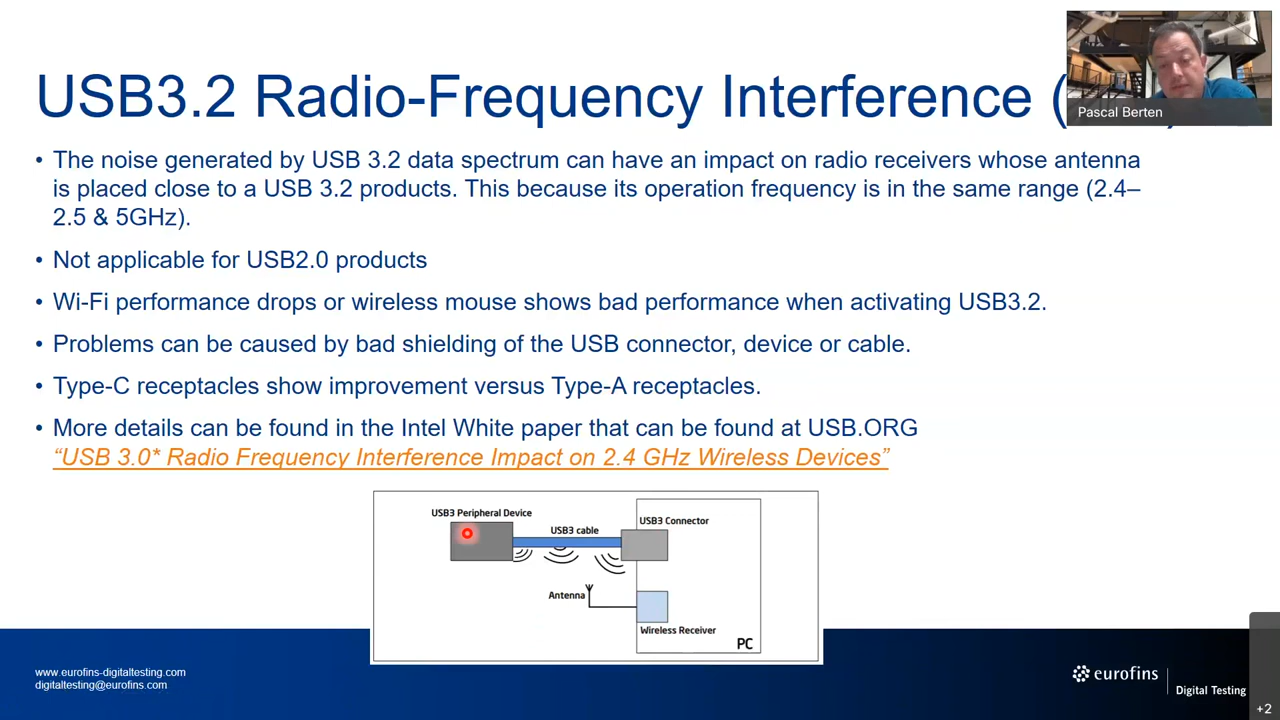 USB3.2 Radio-Frequency Interference (
Pascal Berten
• The noise generated by USB 3.2 data spectrum can have an impact on radio receivers whose antenna
is placed close to a USB 3.2 products. This because its operation frequency is in the same range (2.4–
2.5 & 5GHz).
• Not applicable for USB2.0 products
• Wi-Fi performance drops or wireless mouse shows bad performance when activating USB3.2.
• Problems can be caused by bad shielding of the USB connector, device or cable.
• Type-C receptacles show improvement versus Type-A receptacles.
• More details can be found in the Intel White paper that can be found at USB.ORG
“USB 3.0* Radio Frequency Interference Impact on 2.4 GHz Wireless Devices”
USB3 Peripheral Device
USB3 cable
USB3 Connector
Antenna
Wireless Receiver
PC
www.eurofins-digitaltesting.com
digitaltesting@eurofins.com
eurofins
Digital Testing
+2